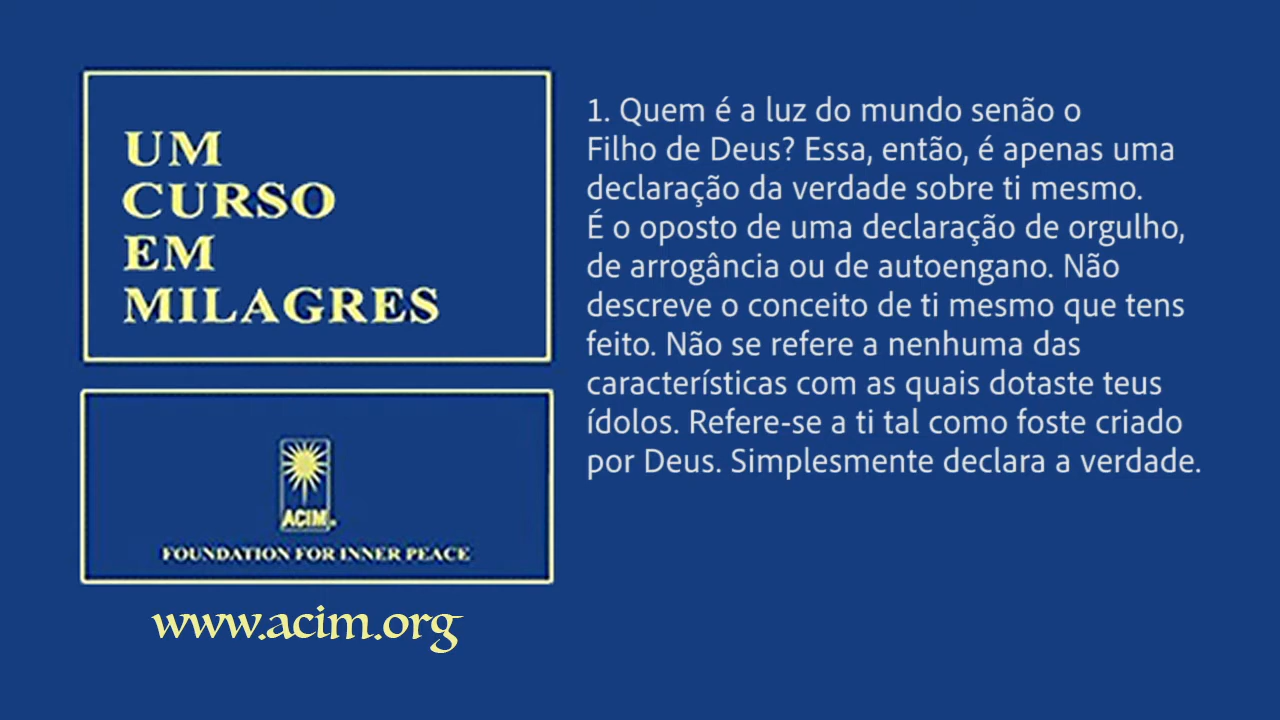 UM
CURSO
EM
MILAGRES
ACIM®
FOUNDATION FOR INNER PEACE
www.acim.org
1. Quem é a luz do mundo senão o
Filho de Deus? Essa, então, é apenas uma
declaração da verdade sobre ti mesmo.
É o oposto de uma declaração de orgulho,
de arrogância ou de autoengano. Não
descreve o conceito de ti mesmo que tens
feito. Não se refere a nenhuma das
características com as quais dotaste teus
ídolos. Refere-se a ti tal como foste criado
por Deus. Simplesmente declara a verdade.